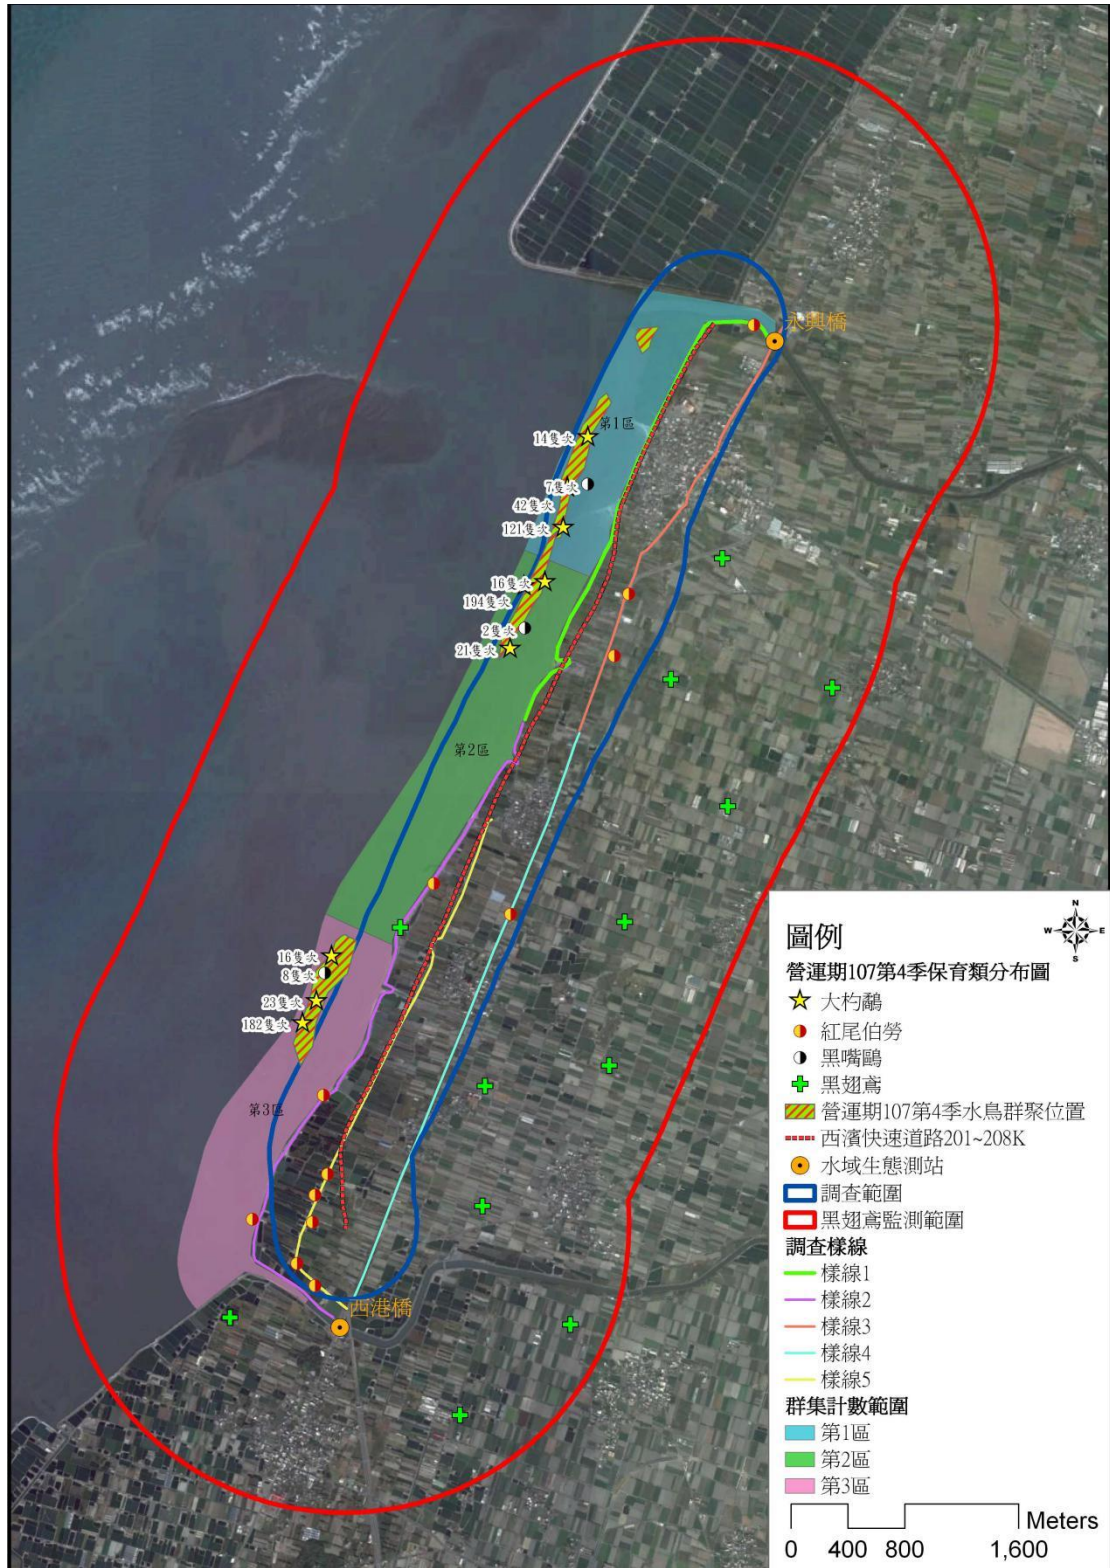 永興橋
第1區
14隻次
7隻次
42隻次
121隻次
16隻次
194隻次
2隻次
21隻次
第2區
16隻次
8隻次
23隻次
182隻次
第3區
西港橋
圖例
N
W
E
S
營運期107第4季保育類分布圖
大杓鷸
紅尾伯勞
黑嘴鷗
黑翅鳶
營運期107第4季水鳥群聚位置
西濱快速道路201~208K
水域生態測站
調查範圍
黑翅鳶監測範圍
調查樣線
樣線1
樣線2
樣線3
樣線4
樣線5
群集計數範圍
第1區
第2區
第3區
Meters
0 400 800 1,600